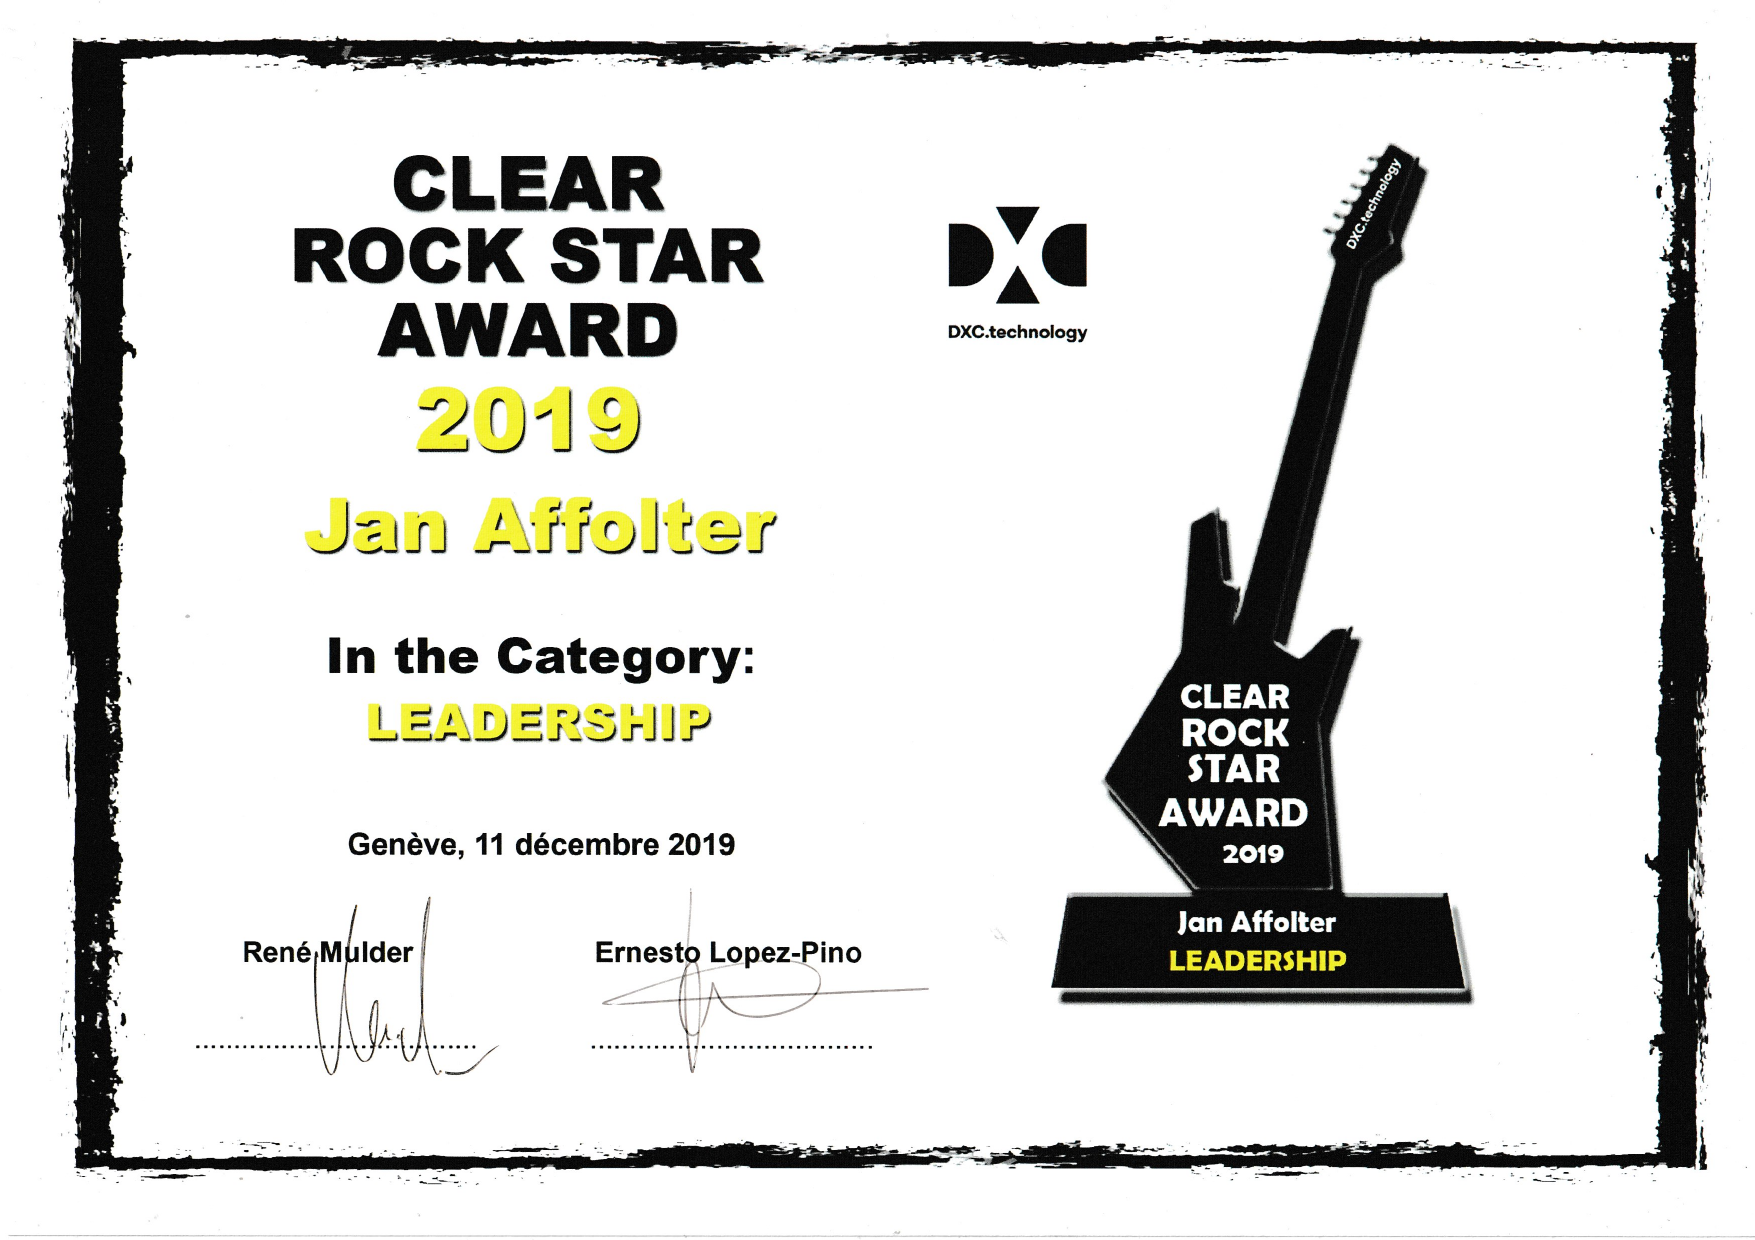 CLEAR
ROCK STAR
AWARD
2019
Jan Affolter
In the Category:
LEADERSHIP
Genève, 11 décembre 2019
René Mulder
Ernesto Lopez-Pino
DXC
DXC.technology
DXC.technology
CLEAR
ROCK
STAR
AWARD
2019
Jan Affolter
LEADERSHIP